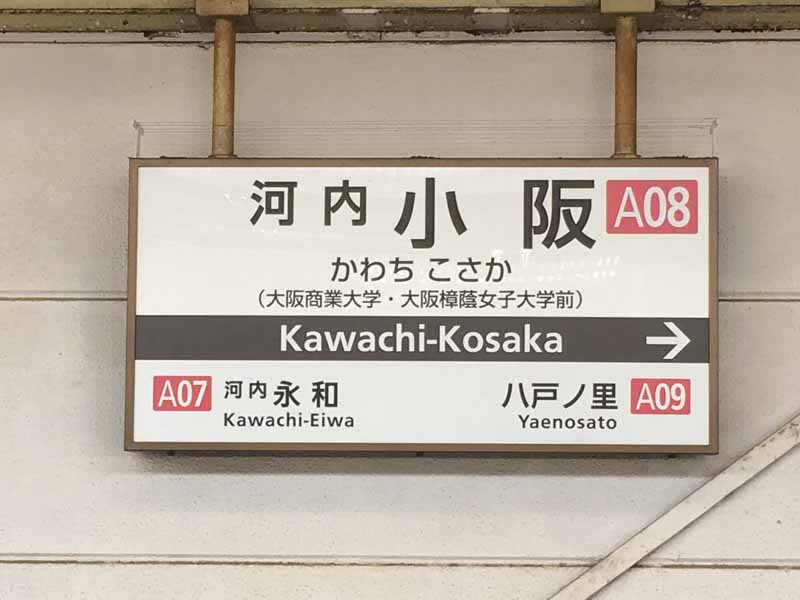 河内 小 阪 A08
かわち こさか
（大阪商業大学・大阪樟蔭女子大学前）
Kawachi-Kosaka →
A07 河内 永和 八戸ノ里 A09
Kawachi-Eiwa Yaenosato